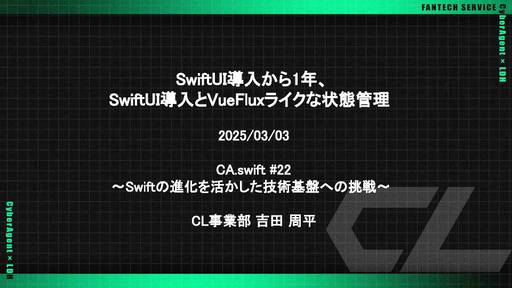 FANTECH SERVICE
CyberAgent × LDH
SwiftUI導入から1年、
SwiftUI導入とVueFluxライクな状態管理
2025/03/03
CA.swift #22
～Swiftの進化を活かした技術基盤への挑戦～
CL事業部 吉田 周平
CL
CyberAgent × LDH